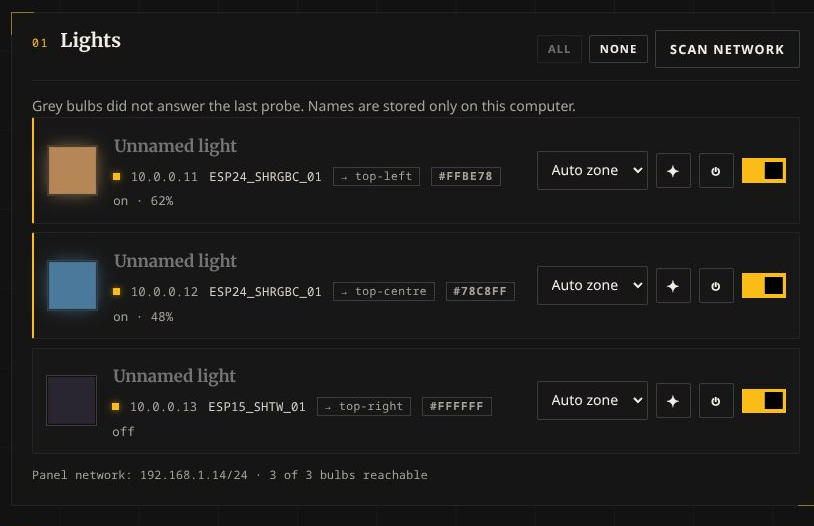 01 Lights
ALL NONE SCAN NETWORK
Grey bulbs did not answer the last probe. Names are stored only on this computer.
Unnamed light
10.0.0.11 ESP24_SHRGBC_01 → top-left #FFBE78
on · 62%
Auto zone
Unnamed light
10.0.0.12 ESP24_SHRGBC_01 → top-centre #78C8FF
on · 48%
Auto zone
Unnamed light
10.0.0.13 ESP15_SHTW_01 → top-right #FFFFFF
off
Auto zone
Panel network: 192.168.1.14/24 · 3 of 3 bulbs reachable